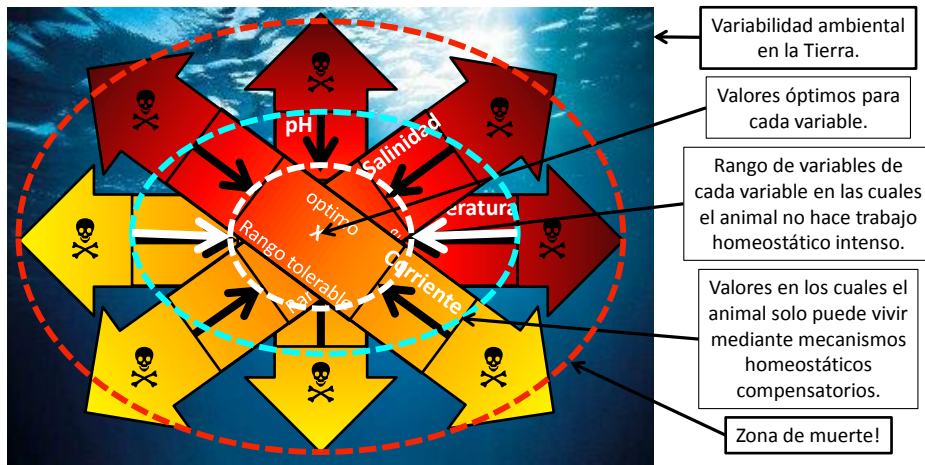 pH
Salinidad
eratura
Corriente
optimo
x
Rango tolerable
Variabilidad ambiental
en la Tierra.
Valores óptimos para
cada variable.
Rango de variables de
cada variable en las cuales
el animal no hace trabajo
homeostático intenso.
Valores en los cuales el
animal solo puede vivir
mediante mecanismos
homeostáticos
compensatorios.
Zona de muerte!